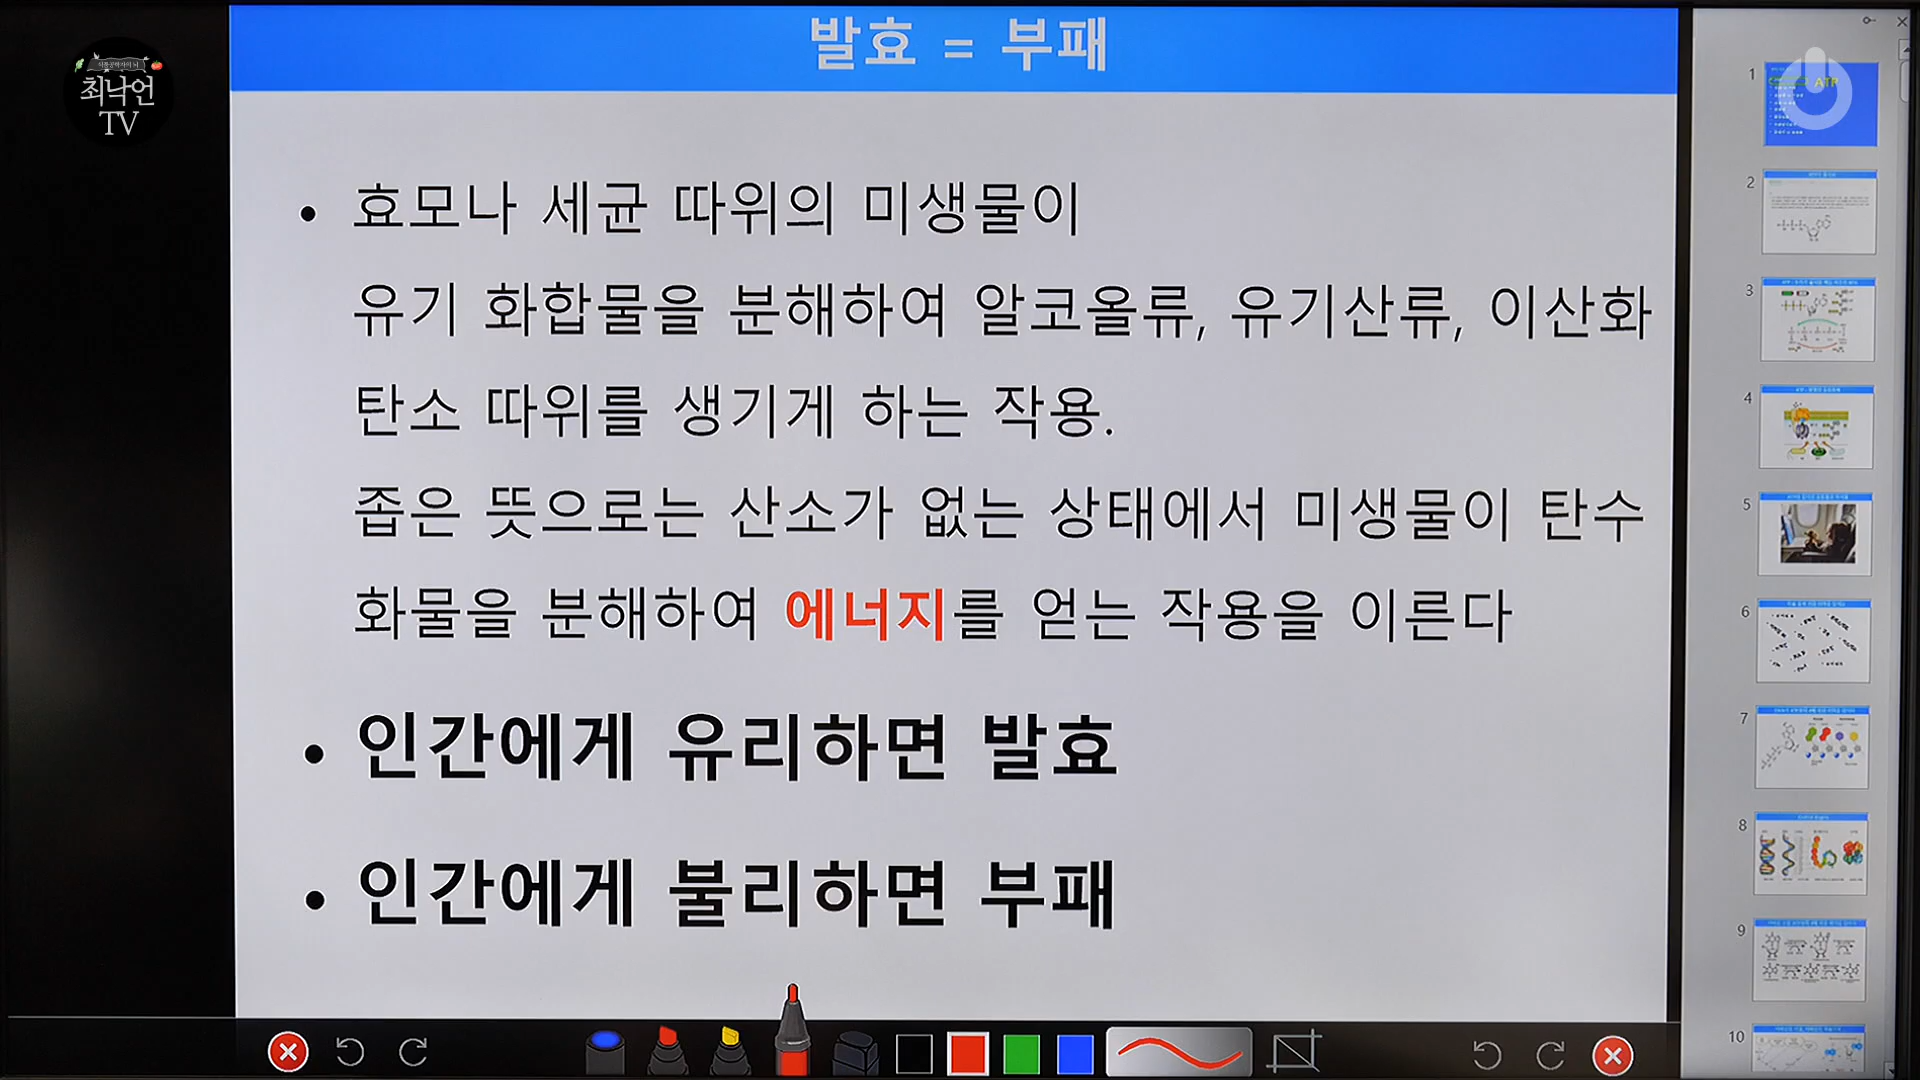 발효 = 부패
최낙언
TV
• 효모나 세균 따위의 미생물이
유기 화합물을 분해하여 알코올류, 유기산류, 이산화
탄소 따위를 생기게 하는 작용.
좁은 뜻으로는 산소가 없는 상태에서 미생물이 탄수
화물을 분해하여 에너지를 얻는 작용을 이른다
• 인간에게 유리하면 발효
• 인간에게 불리하면 부패
1
ATP
2
3
4
5
6
7
8
9
10